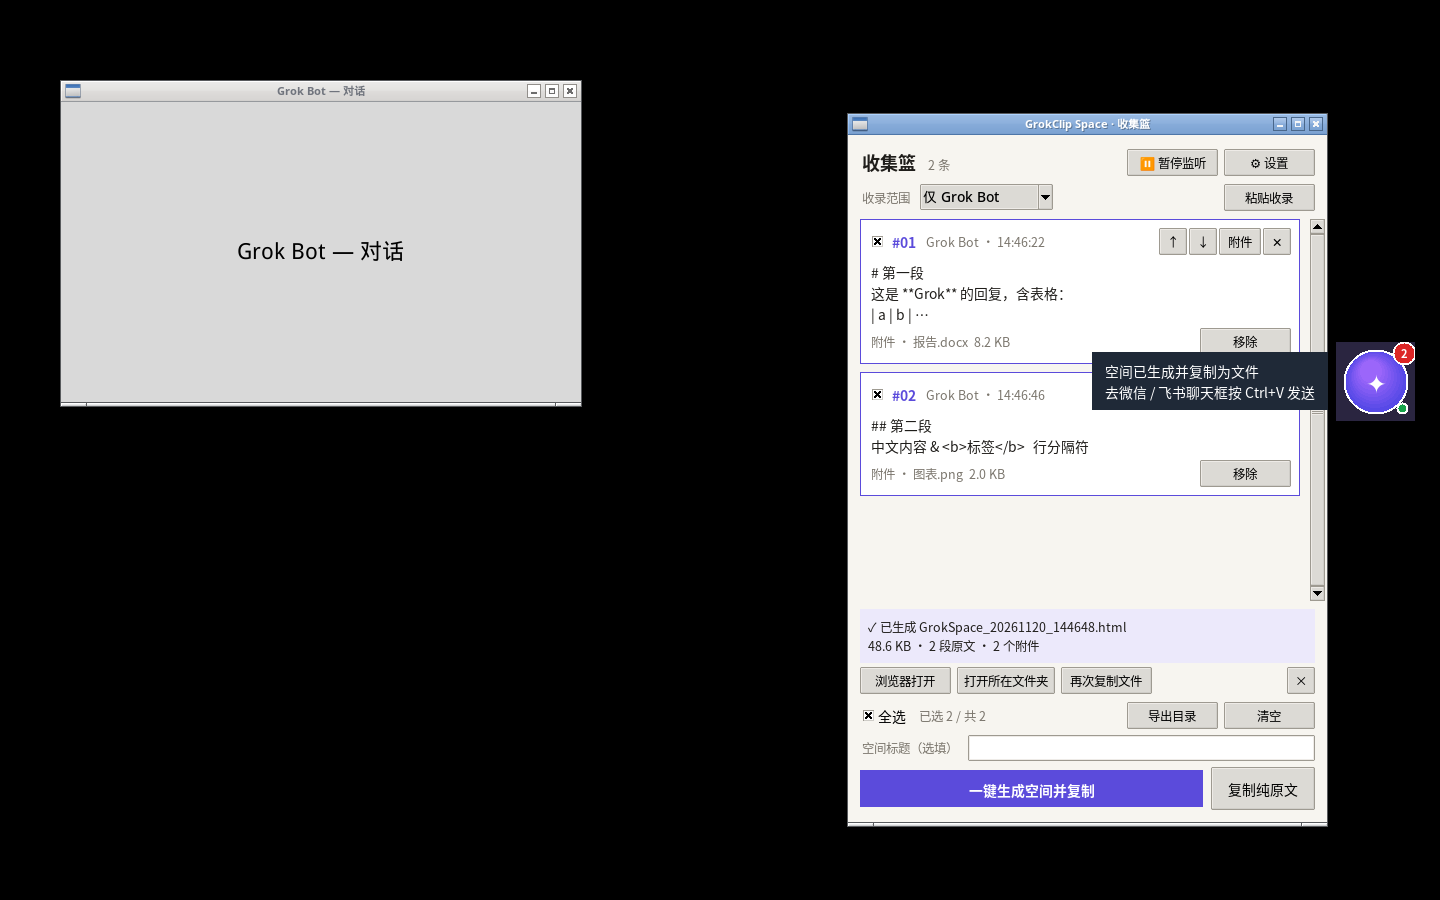 Grok Bot — 对话
Grok Bot — 对话
GrokClip Space · 收集篮
收集篮 2 条
暂停监听
⚙ 设置
收录范围 仅 Grok Bot
粘贴收录
#01 Grok Bot · 14:46:22
↑ ↓ 附件 ×
# 第一段
这是 **Grok** 的回复，含表格：
| a | b | ···
附件 · 报告.docx 8.2 KB
移除
空间已生成并复制为文件
去微信 / 飞书聊天框按 Ctrl+V 发送
2
#02 Grok Bot · 14:46:46
## 第二段
中文内容 & <b>标签</b> 行分隔符
附件 · 图表.png 2.0 KB
移除
✓ 已生成 GrokSpace_20261120_144648.html
48.6 KB · 2 段原文 · 2 个附件
浏览器打开
打开所在文件夹
再次复制文件
×
全选 已选 2 / 共 2
导出目录
清空
空间标题（选填）
一键生成空间并复制
复制纯原文